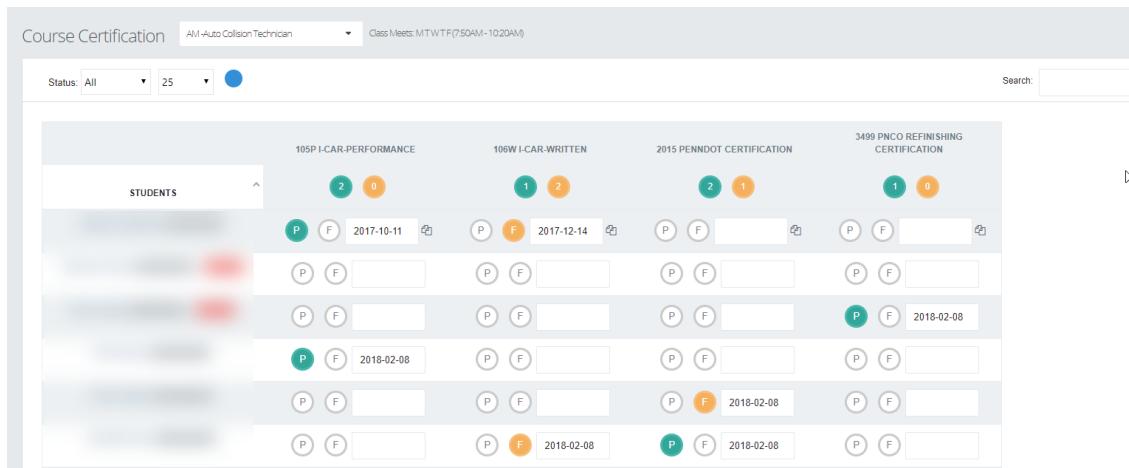 Course Certification AM -Auto Collision Technician Class Meets: M T W T F (7:50AM - 10:20AM)
Status: All 25 Search:
105P I-CAR-PERFORMANCE 106W I-CAR-WRITTEN 2015 PENNDOT CERTIFICATION 3499 PNCO REFINISHING
CERTIFICATION
STUDENTS 2 0 1 2 2 1 1 0
P F 2017-10-11 P F 2017-12-14 P F P F
P F P F P F P F
P F P F P F P F 2018-02-08
P F 2018-02-08 P F P F P F
P F P F P F 2018-02-08 P F
P F P F 2018-02-08 P F 2018-02-08 P F